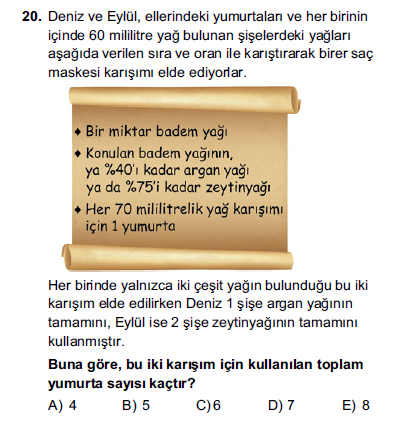 20. Deniz ve Eylül, ellerindeki yumurtaları ve her birinin
içinde 60 mililitre yağ bulunan şişelerdeki yağları
aşağıda verilen sıra ve oran ile karıştırarak birer saç
maskesi karışımı elde ediyorlar.
♦ Bir miktar badem yağı
♦ Konulan badem yağının,
ya %40'ı kadar argan yağı
ya da %75'i kadar zeytinyağı
♦ Her 70 mililitrelik yağ karışımı
için 1 yumurta
Her birinde yalnızca iki çeşit yağın bulunduğu bu iki
karışım elde edilirken Deniz 1 şişe argan yağının
tamamını, Eylül ise 2 şişe zeytinyağının tamamını
kullanmıştır.
Buna göre, bu iki karışım için kullanılan toplam
yumurta sayısı kaçtır?
A) 4 B) 5 C) 6 D) 7 E) 8